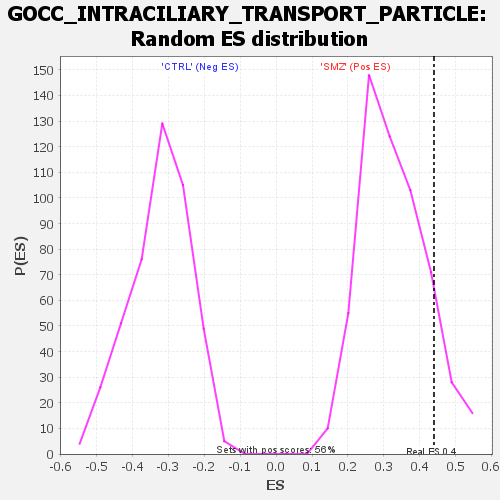 GOCC_INTRACILIARY_TRANSPORT_PARTICLE:
Random ES distribution
'CTRL' (Neg ES) 'SMZ' (Pos ES)
150
140
130
120
110
100
90
80
70
60
50
40
30
20
10
0
P(ES)
Sets with pos scores: 56%
Real ES 0.4
-0.6 -0.5 -0.4 -0.3 -0.2 -0.1 0.0 0.1 0.2 0.3 0.4 0.5 0.6
ES